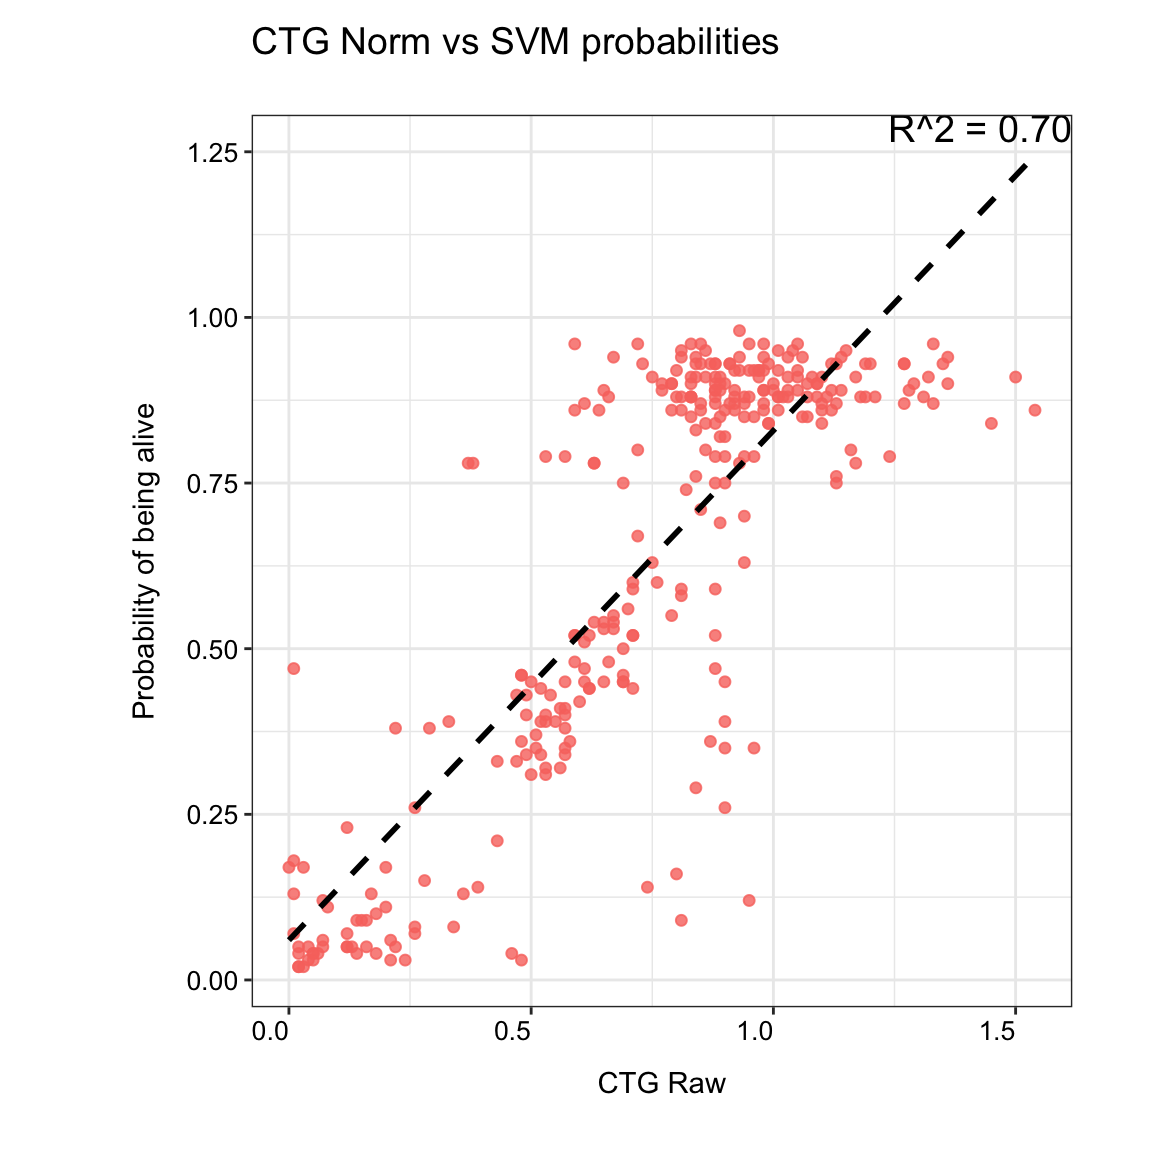 CTG Norm vs SVM probabilities
R^2 = 0.70
1.25
1.00
0.75
0.50
0.25
0.00
Probability of being alive
0.0 0.5 1.0 1.5
CTG Raw